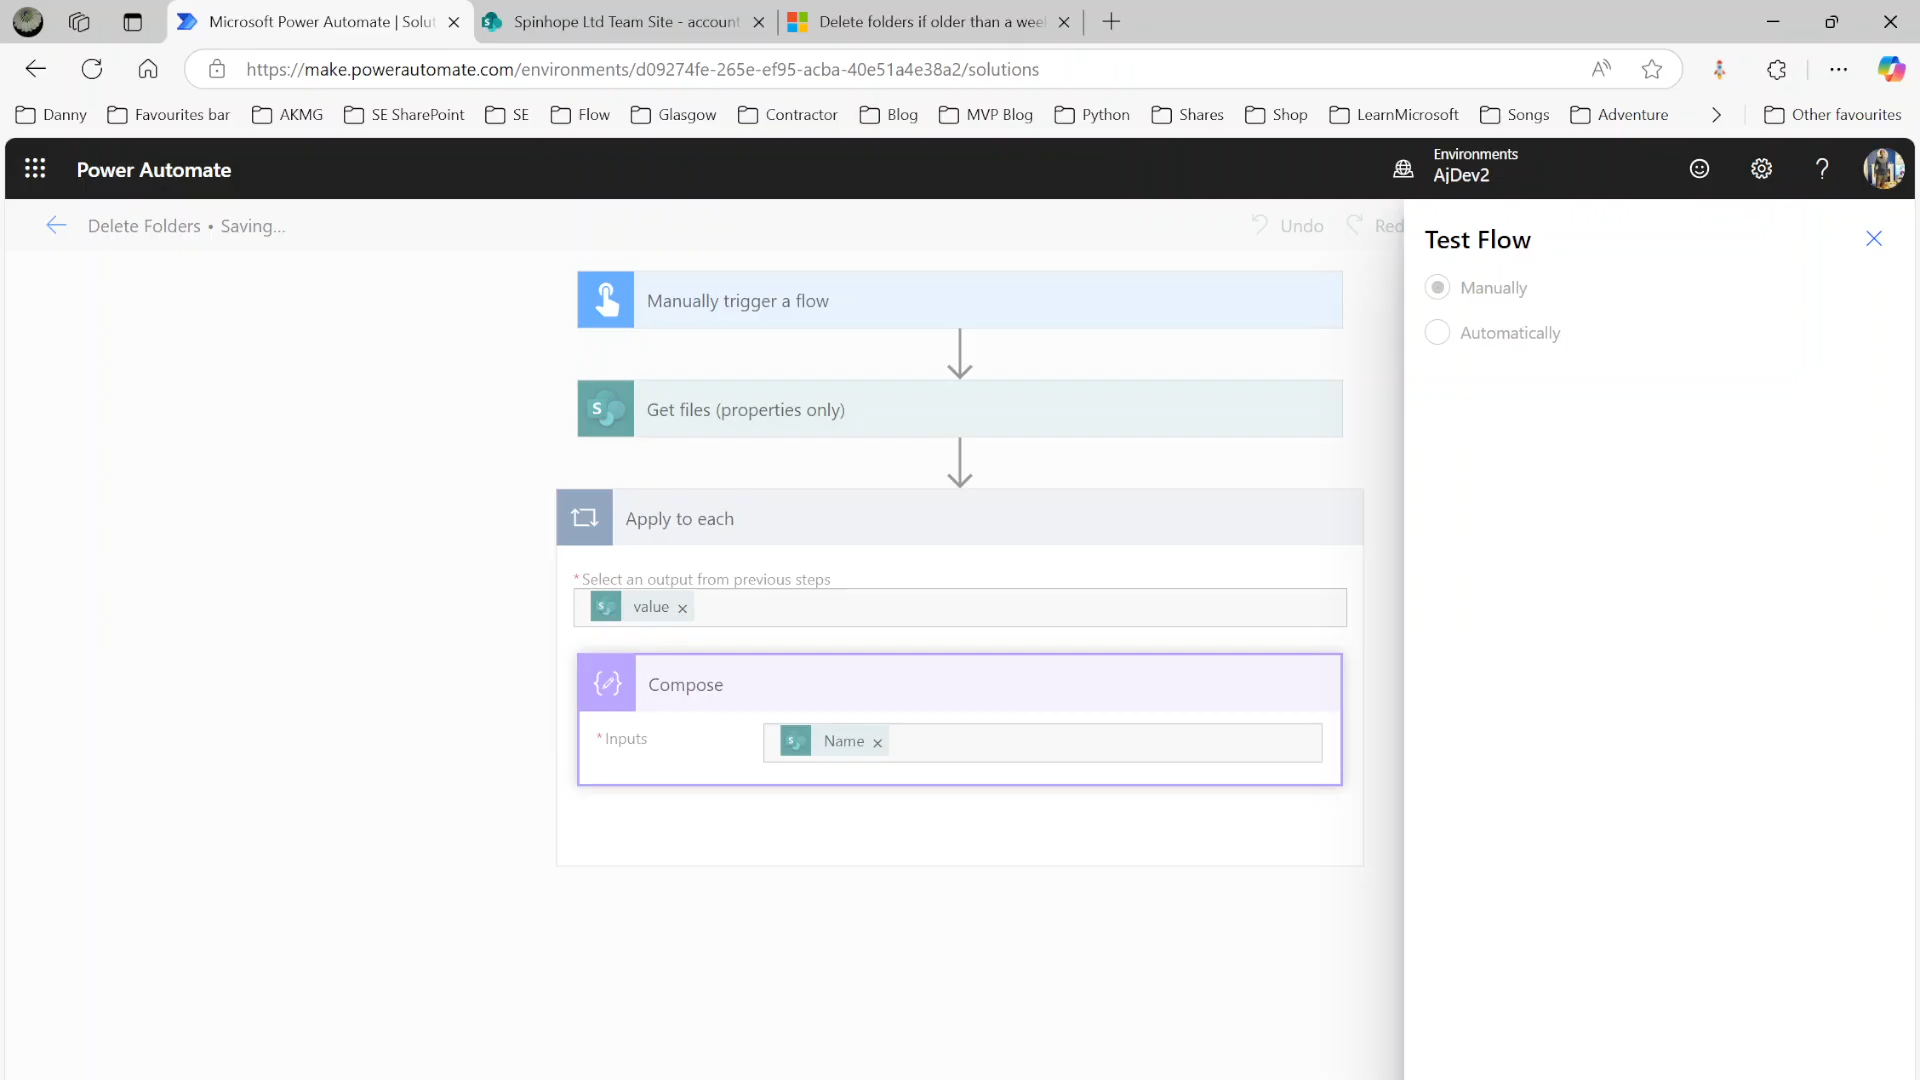 Microsoft Power Automate | Solut
Spinhope Ltd Team Site - account
Delete folders if older than a wee
https://make.powerautomate.com/environments/d09274fe-265e-ef95-acba-40e51a4e38a2/solutions
Danny
Favourites bar
AKMG
SE SharePoint
SE
Flow
Glasgow
Contractor
Blog
MVP Blog
Python
Shares
Shop
LearnMicrosoft
Songs
Adventure
Other favourites
Power Automate
Environments
AjDev2
Delete Folders • Saving...
Undo
Red
Test Flow
Manually
Automatically
Manually trigger a flow
Get files (properties only)
Apply to each
* Select an output from previous steps
value
Compose
* Inputs
Name